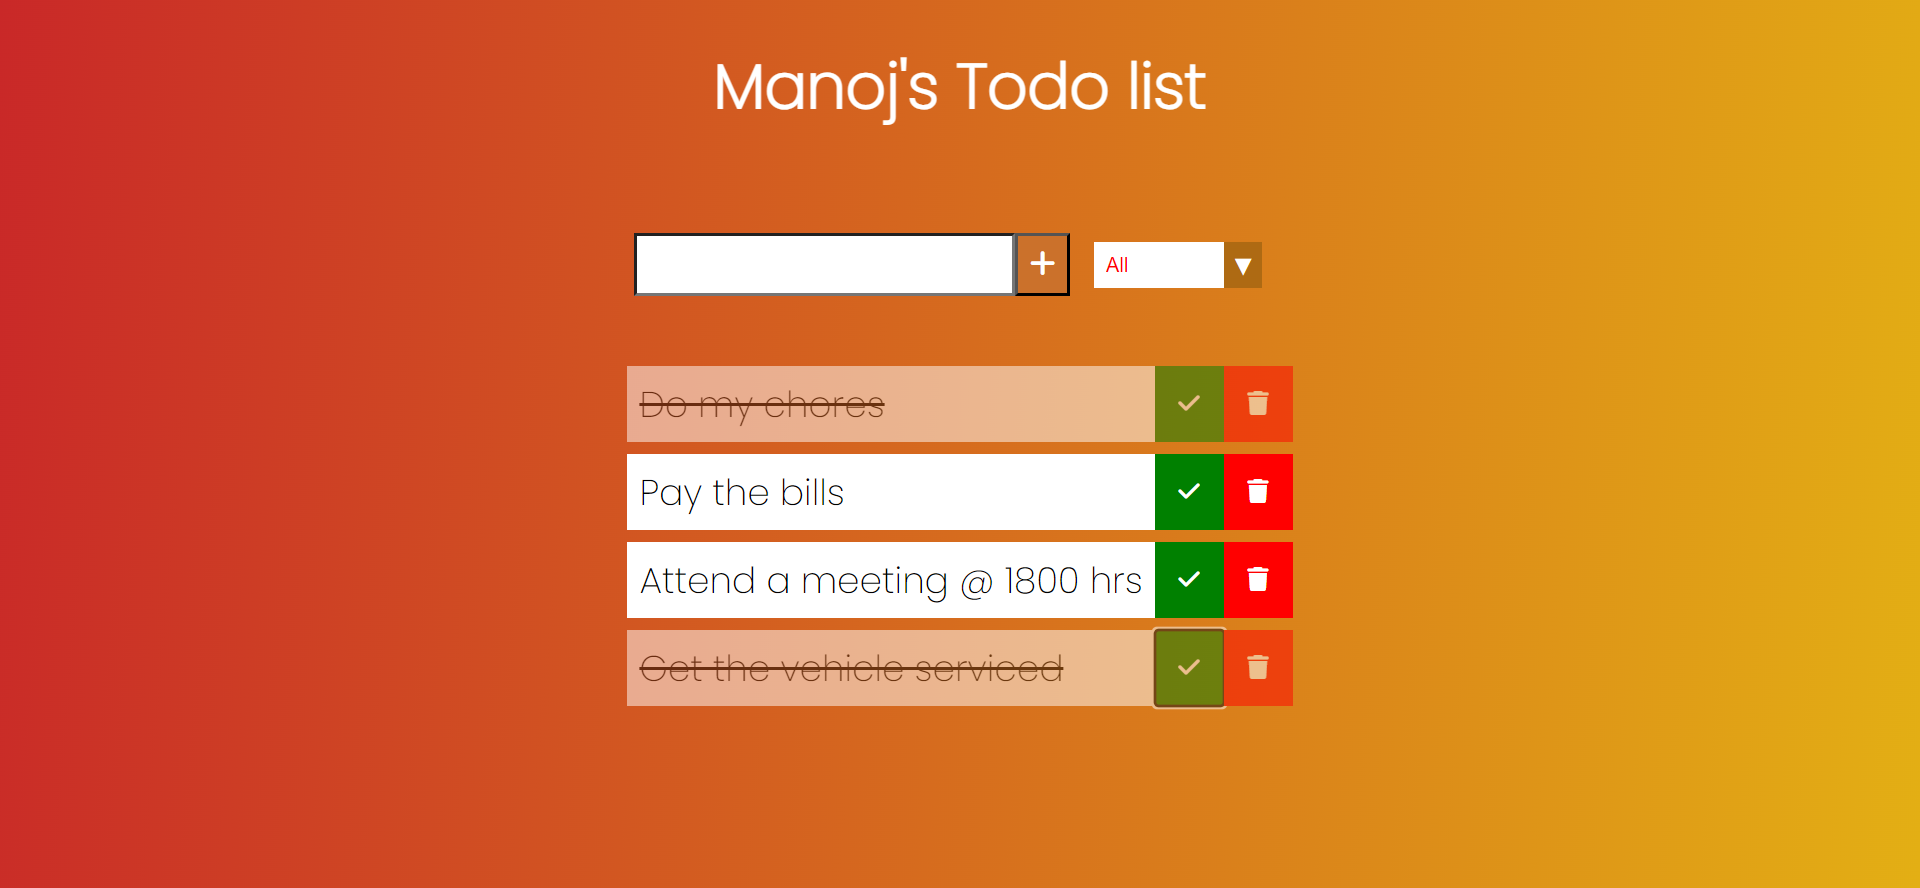 Manoj's Todo list
All
Do my chores
Pay the bills
Attend a meeting @ 1800 hrs
Get the vehicle serviced